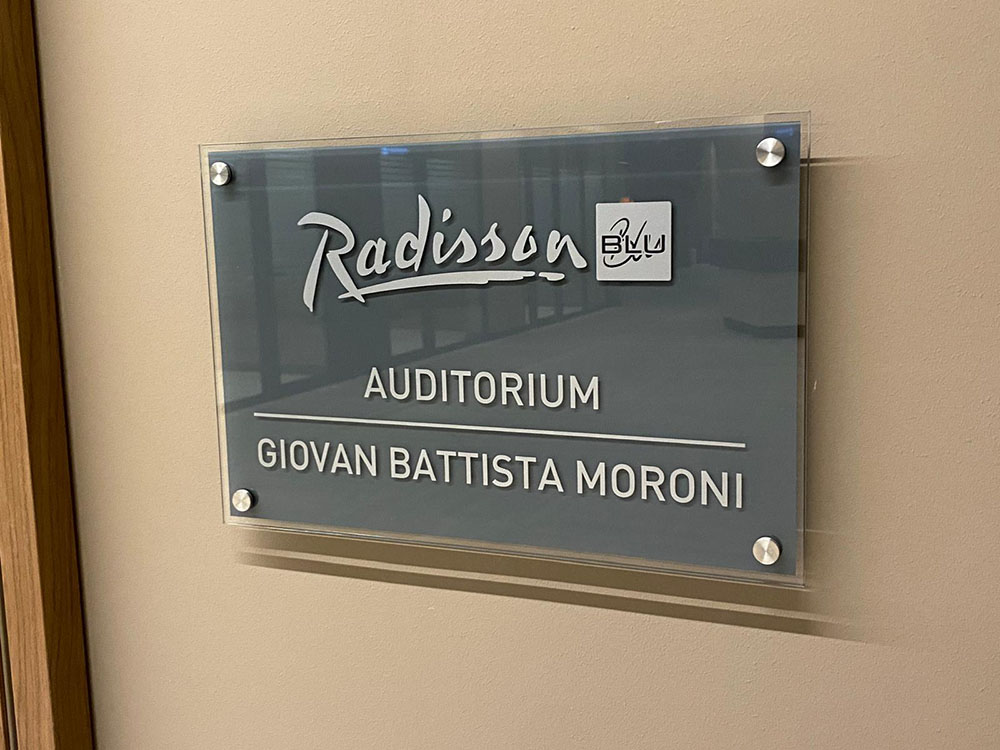 Radisson BLU
AUDITORIUM
GIOVAN BATTISTA MORONI